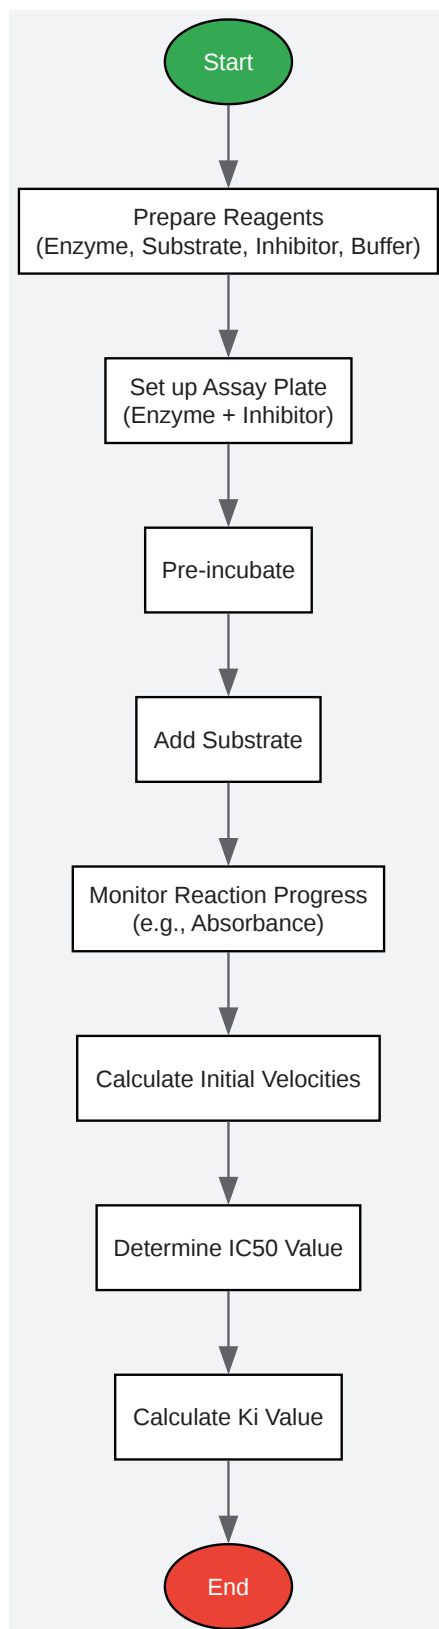 Start
Prepare Reagents
(Enzyme, Substrate, Inhibitor, Buffer)
Set up Assay Plate
(Enzyme + Inhibitor)
Pre-incubate
Add Substrate
Monitor Reaction Progress
(e.g., Absorbance)
Calculate Initial Velocities
Determine IC50 Value
Calculate Ki Value
End